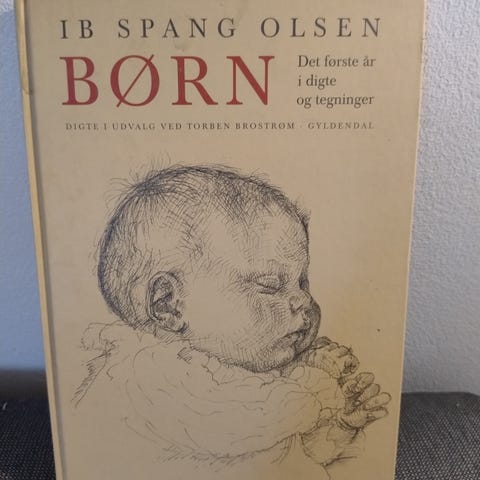 IB SPANG OLSEN
BØRN
Det første år
i digte
og tegninger
DIGTE I UDVALG VED TORBEN BROSTRØM · GYLDENDAL